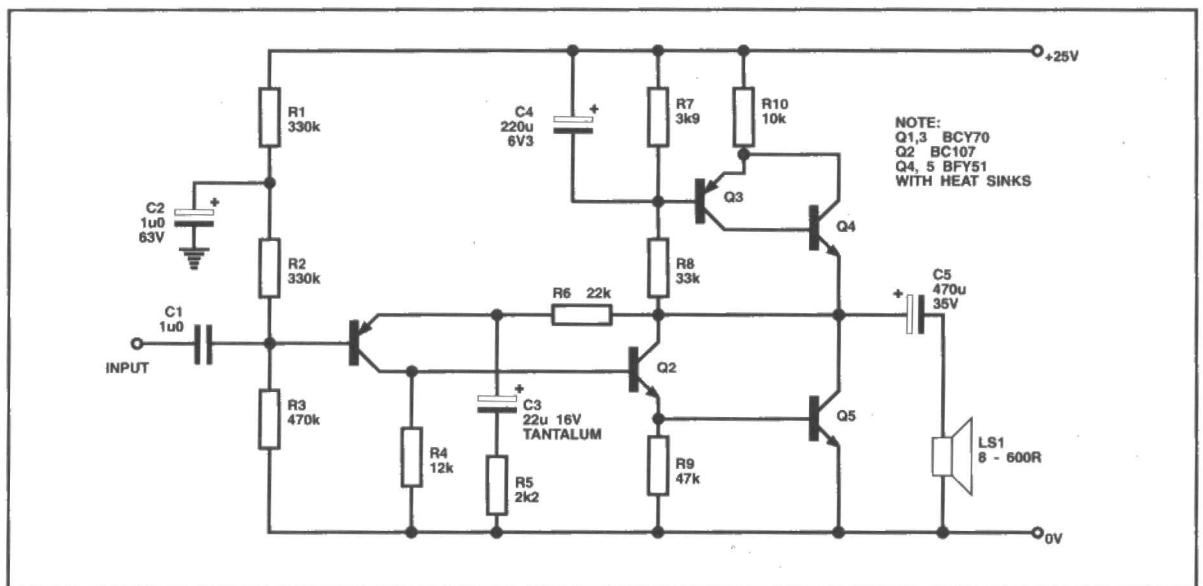 +25V
R1
330k
C4
220u
6V3
R7
3k9
R10
10k
NOTE:
Q1,3 BCY70
Q2 BC107
Q4, 5 BFY51
WITH HEAT SINKS
C2
1u0
63V
+
+
Q3
Q4
R2
330k
R8
33k
C5
470u
35V
+
R6 22k
C1
1u0
INPUT
Q2
C3
22u 16V
TANTALUM
+
Q5
R3
470k
R4
12k
R5
2k2
R9
47k
LS1
8 - 600R
0V